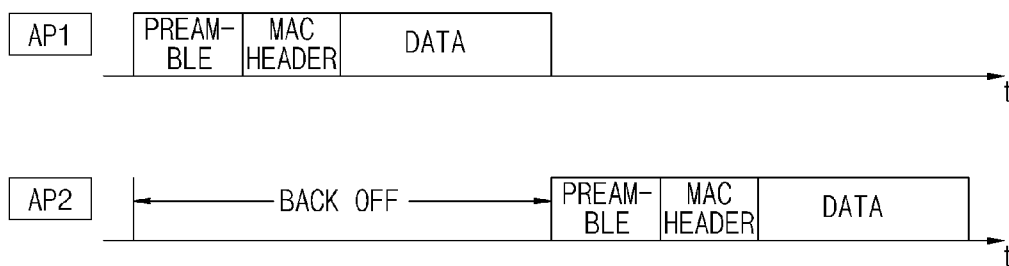 AP1
PREAM-
BLE
MAC
HEADER
DATA
t
AP2
BACK OFF
PREAM-
BLE
MAC
HEADER
DATA
t